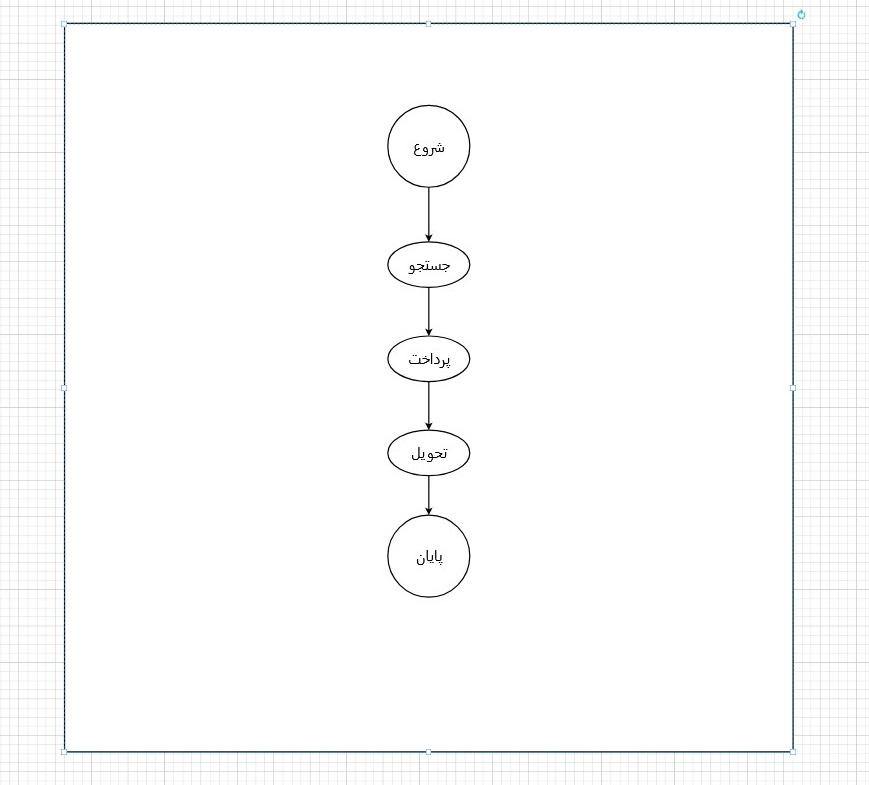 شروع
جستجو
پرداخت
تحویل
پایان